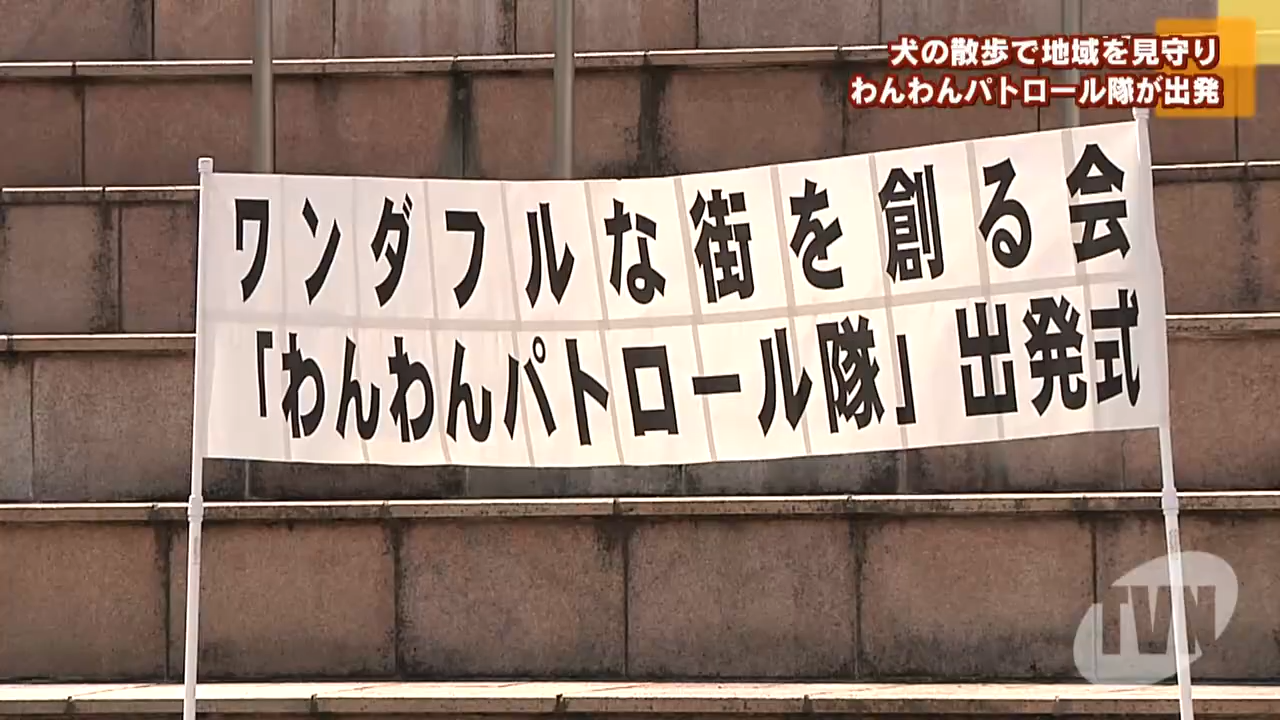 犬の散歩で地域を見守り
わんわんパトロール隊が出発
ワンダフルな街を創る会
「わんわんパトロール隊」出発式
TVN